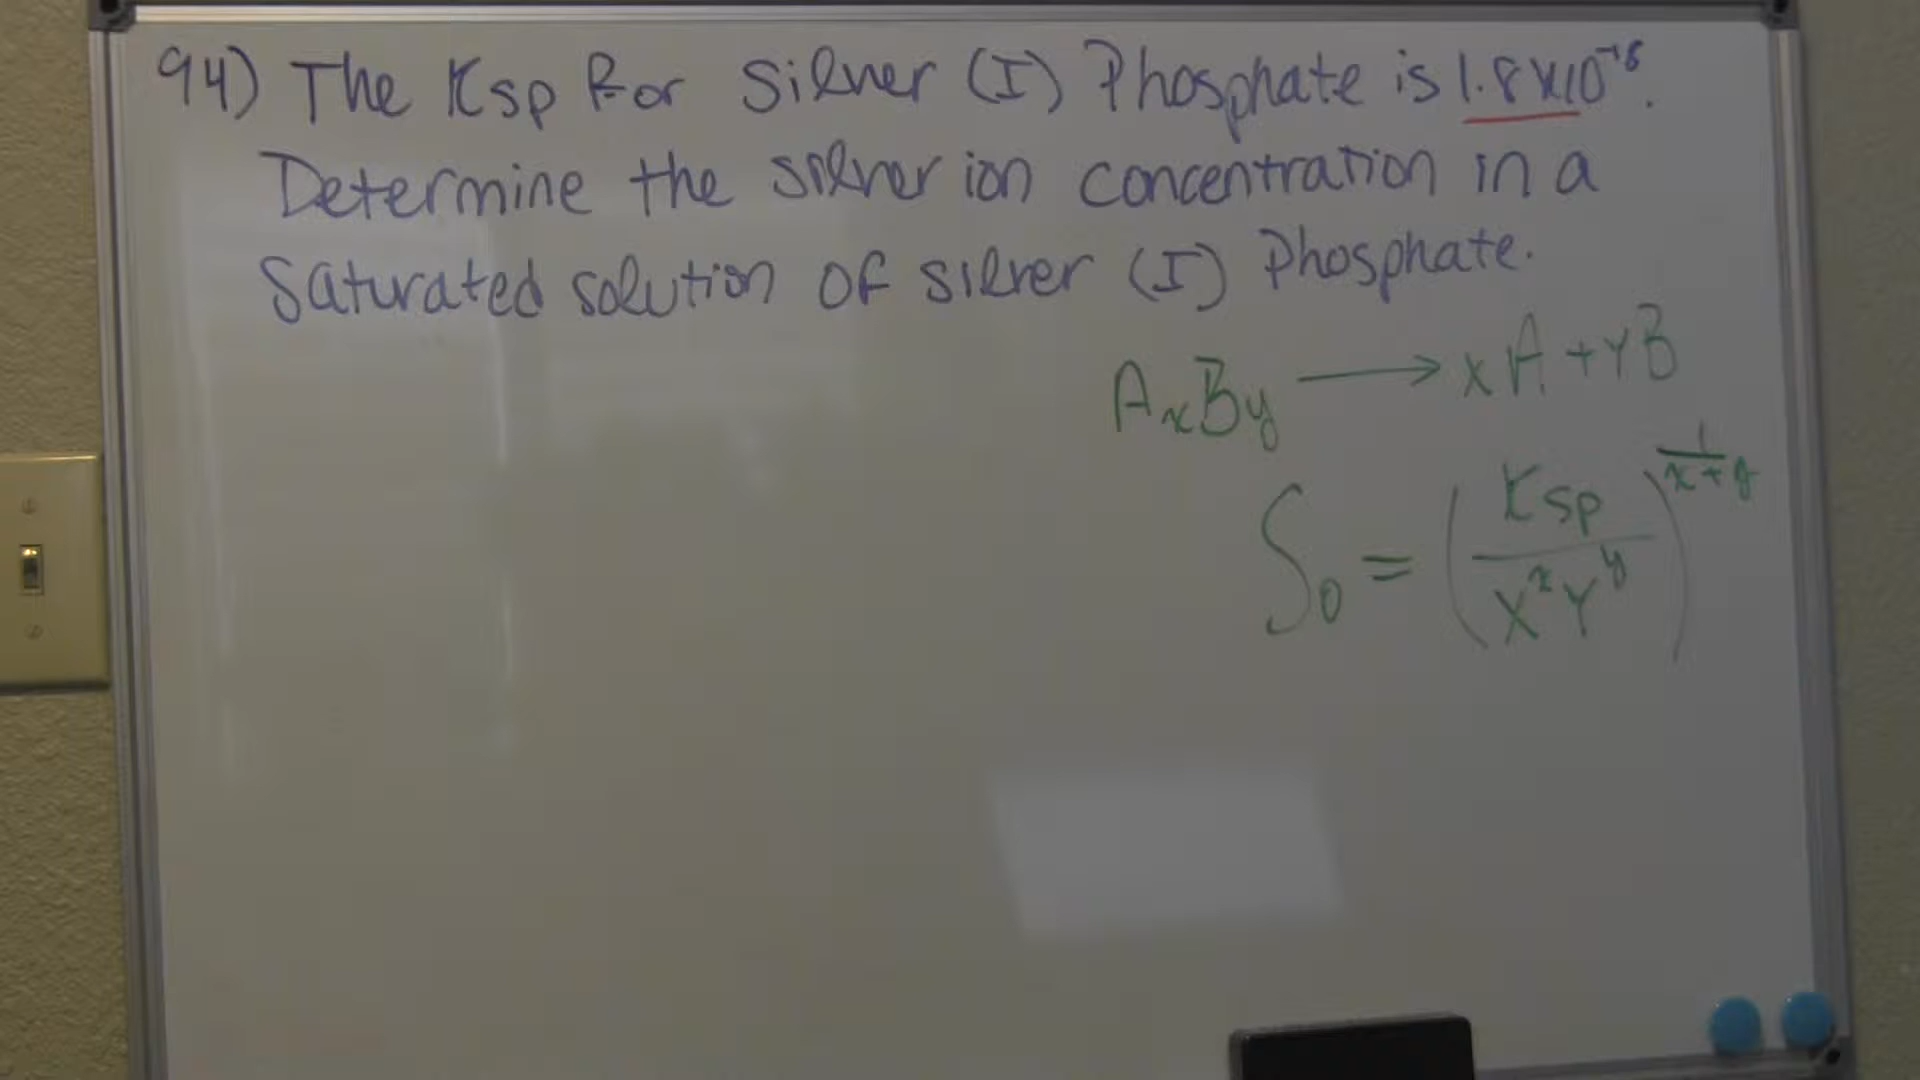 94) The Ksp for Silver (I) Phosphate is 1.8x10⁻¹⁸.
Determine the silver ion concentration in a
Saturated solution of silver (I) Phosphate.
AₓBy → xA + yB
S₀ = (Ksp / XˣYʸ)^(1/(x+y))